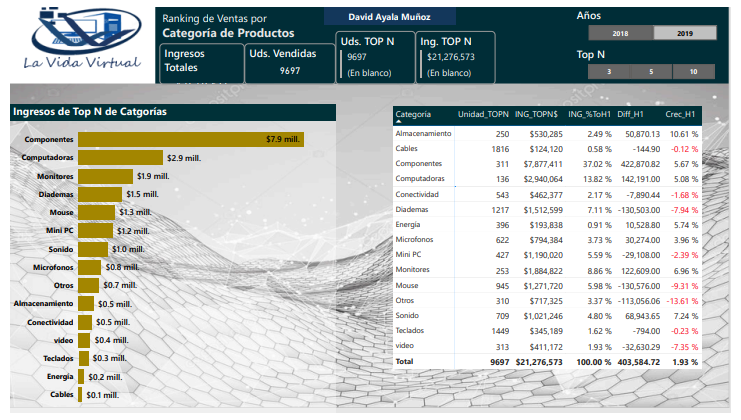 La Vida Virtual
Ranking de Ventas por
Categoría de Productos
David Ayala Muñoz
Ingresos
Totales
Uds. Vendidas
9697
Uds. TOP N
9697
(En blanco)
Ing. TOP N
$21,276,573
(En blanco)
Años
2018 2019
Top N
3 5 10
Ingresos de Top N de Catgorías
Componentes $7.9 mill.
Computadoras $2.9 mill.
Monitores $1.9 mill.
Diademas $1.5 mill.
Mouse $1.3 mill.
Mini PC $1.2 mill.
Sonido $1.0 mill.
Microfonos $0.8 mill.
Otros $0.7 mill.
Almacenamiento $0.5 mill.
Conectividad $0.5 mill.
video $0.4 mill.
Teclados $0.3 mill.
Energía $0.2 mill.
Cables $0.1 mill.
Categoría Unidad_TOPN ING_TOPN$ ING_%ToH1 Diff_H1 Crec_H1
Almacenamiento 250 $530,285 2.49 % 50,870.13 10.61 %
Cables 1816 $124,120 0.58 % -144.90 -0.12 %
Componentes 311 $7,877,411 37.02 % 422,870.82 5.67 %
Computadoras 136 $2,940,064 13.82 % 142,191.00 5.08 %
Conectividad 543 $462,377 2.17 % -7,890.44 -1.68 %
Diademas 1217 $1,512,599 7.11 % -130,503.00 -7.94 %
Energía 396 $193,838 0.91 % 10,528.80 5.74 %
Microfonos 622 $794,384 3.73 % 30,274.00 3.96 %
Mini PC 427 $1,190,020 5.59 % -29,108.00 -2.39 %
Monitores 253 $1,884,822 8.86 % 122,609.00 6.96 %
Mouse 945 $1,271,720 5.98 % -130,576.00 -9.31 %
Otros 310 $717,325 3.37 % -113,056.06 -13.61 %
Sonido 709 $1,021,246 4.80 % 68,943.65 7.24 %
Teclados 1449 $345,189 1.62 % -794.00 -0.23 %
video 313 $411,172 1.93 % -32,630.29 -7.35 %
Total 9697 $21,276,573 100.00 % 403,584.72 1.93 %